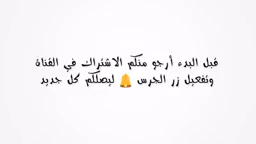 قبل البدء أرجو منكم الاشتراك في القناة
وتفعيل زر الجرس 🔔 ليصلكم كل جديد